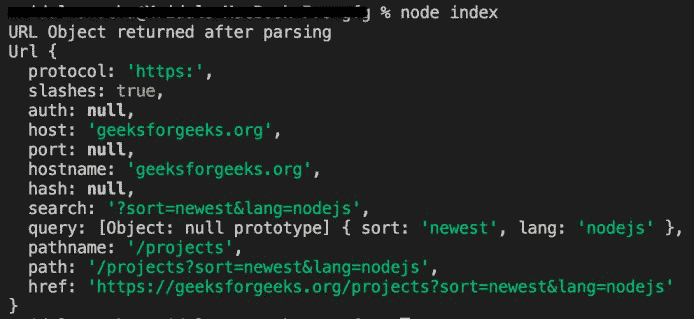 % node index
URL Object returned after parsing
Url {
  protocol: 'https:',
  slashes: true,
  auth: null,
  host: 'geeksforgeeks.org',
  port: null,
  hostname: 'geeksforgeeks.org',
  hash: null,
  search: '?sort=newest&lang=nodejs',
  query: [Object: null prototype] { sort: 'newest', lang: 'nodejs' },
  pathname: '/projects',
  path: '/projects?sort=newest&lang=nodejs',
  href: 'https://geeksforgeeks.org/projects?sort=newest&lang=nodejs'
}